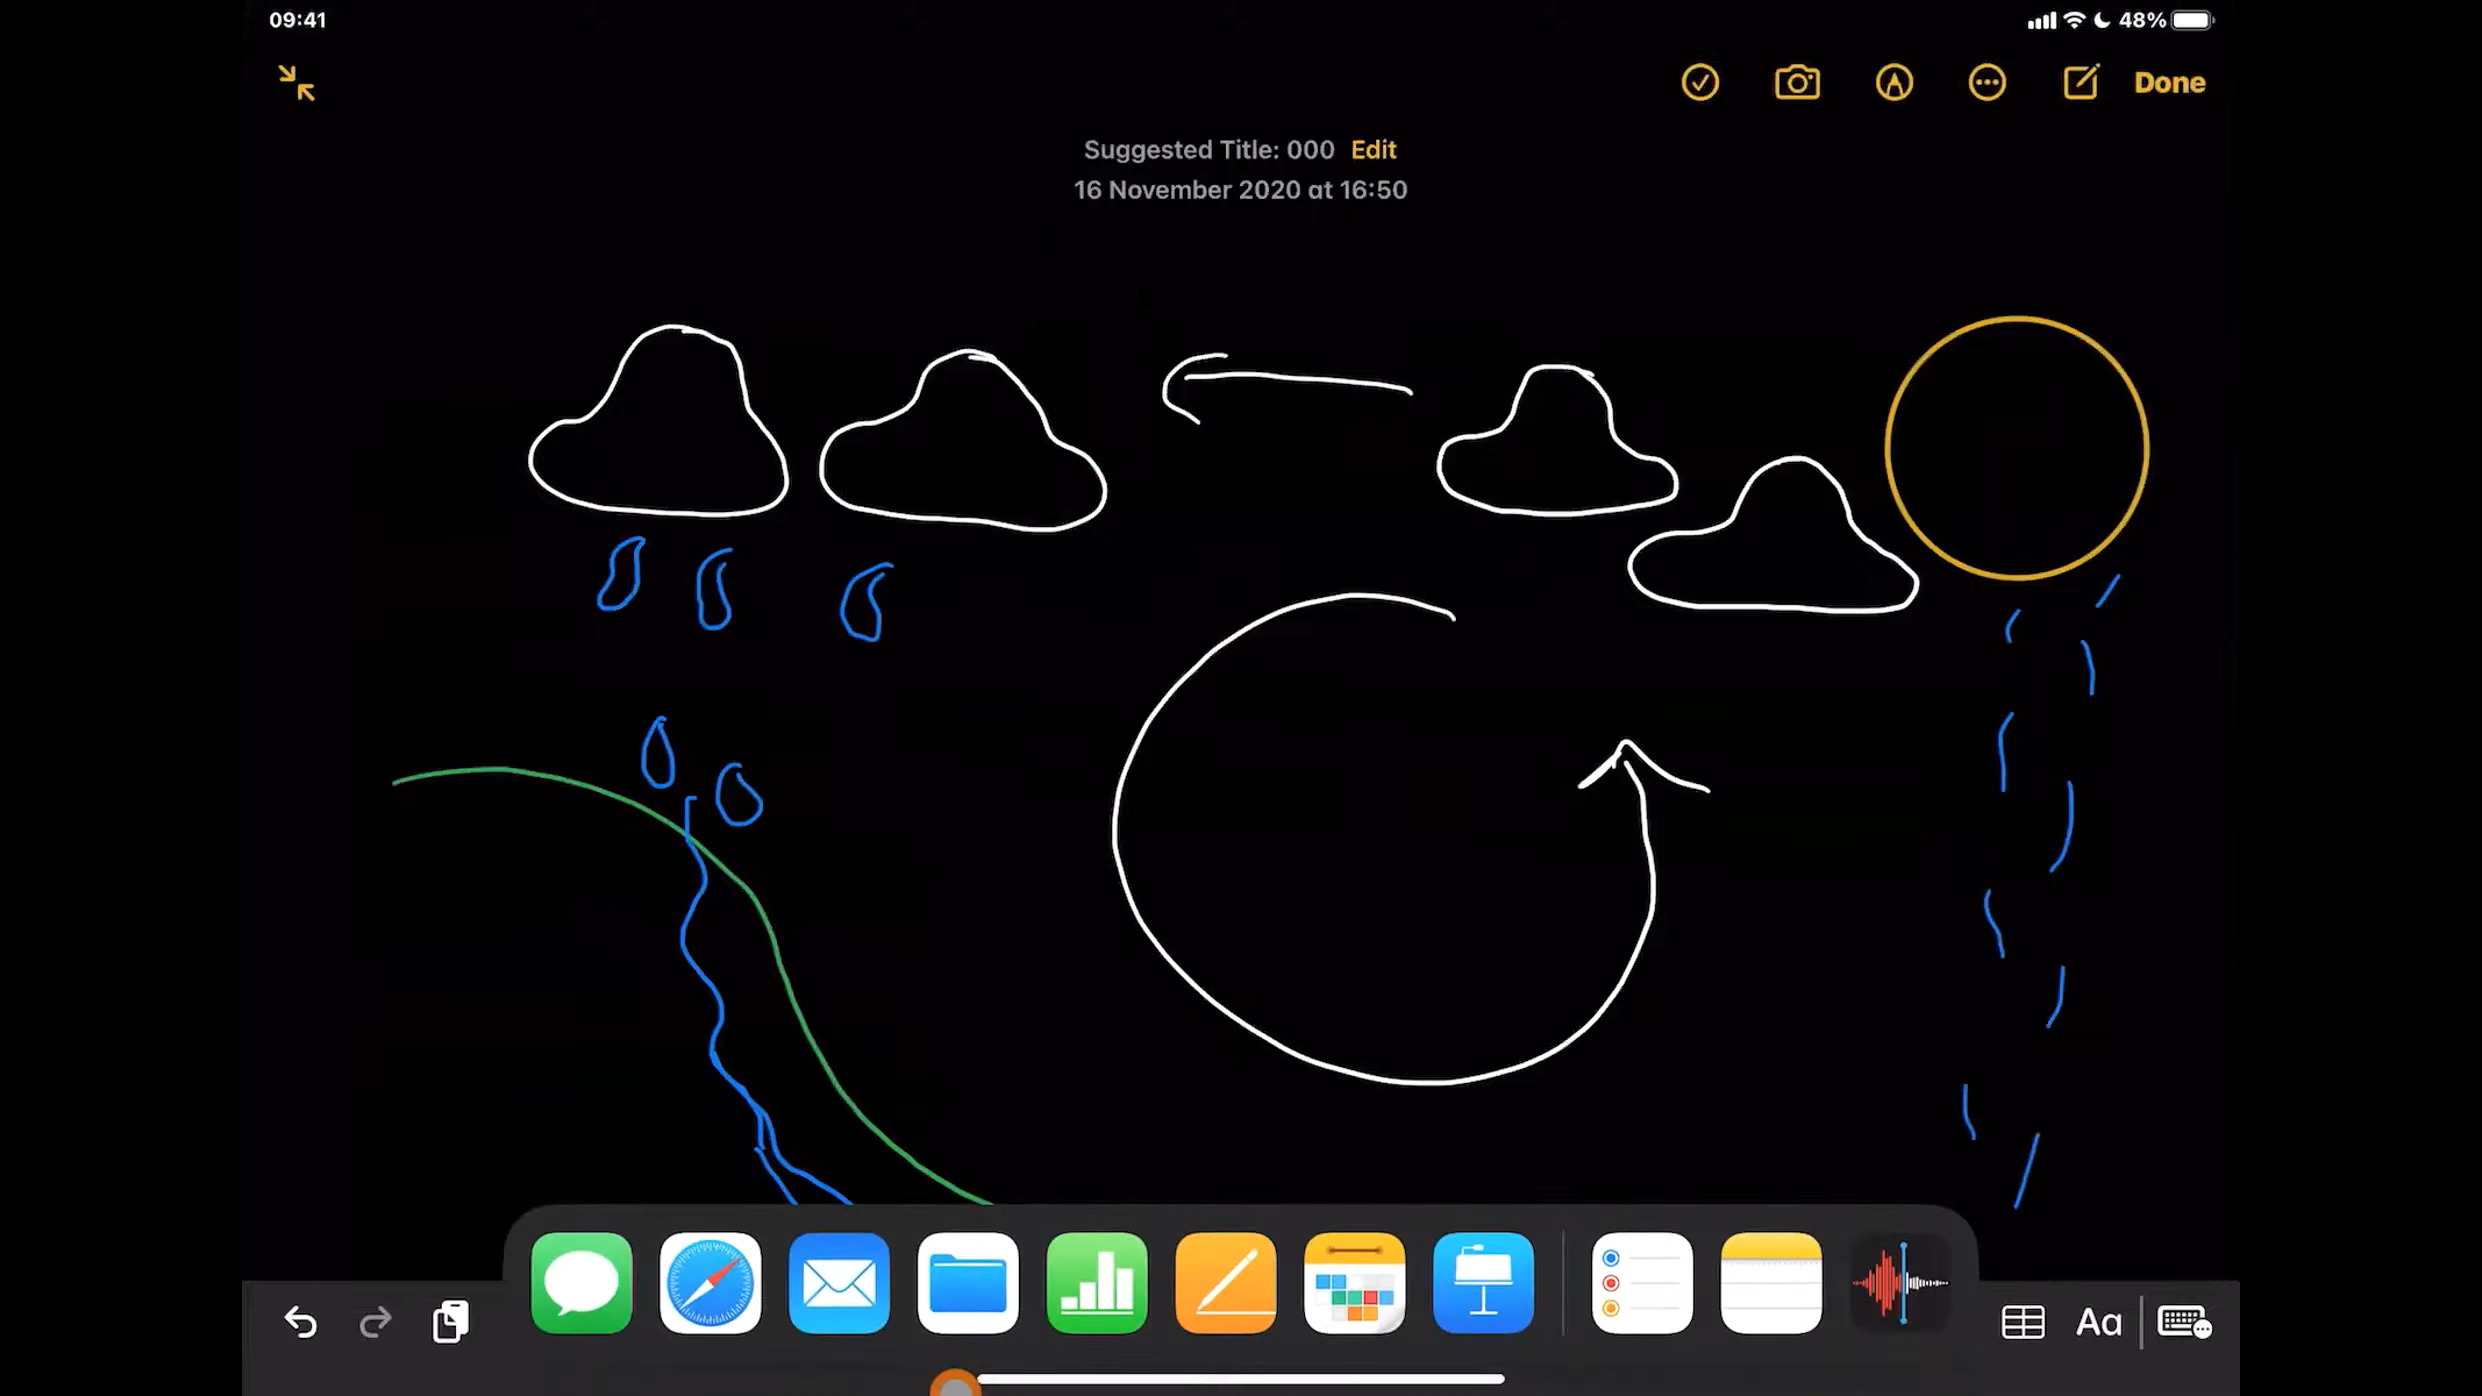 09:41
48%
Done
Suggested Title: 000 Edit
16 November 2020 at 16:50
Aa